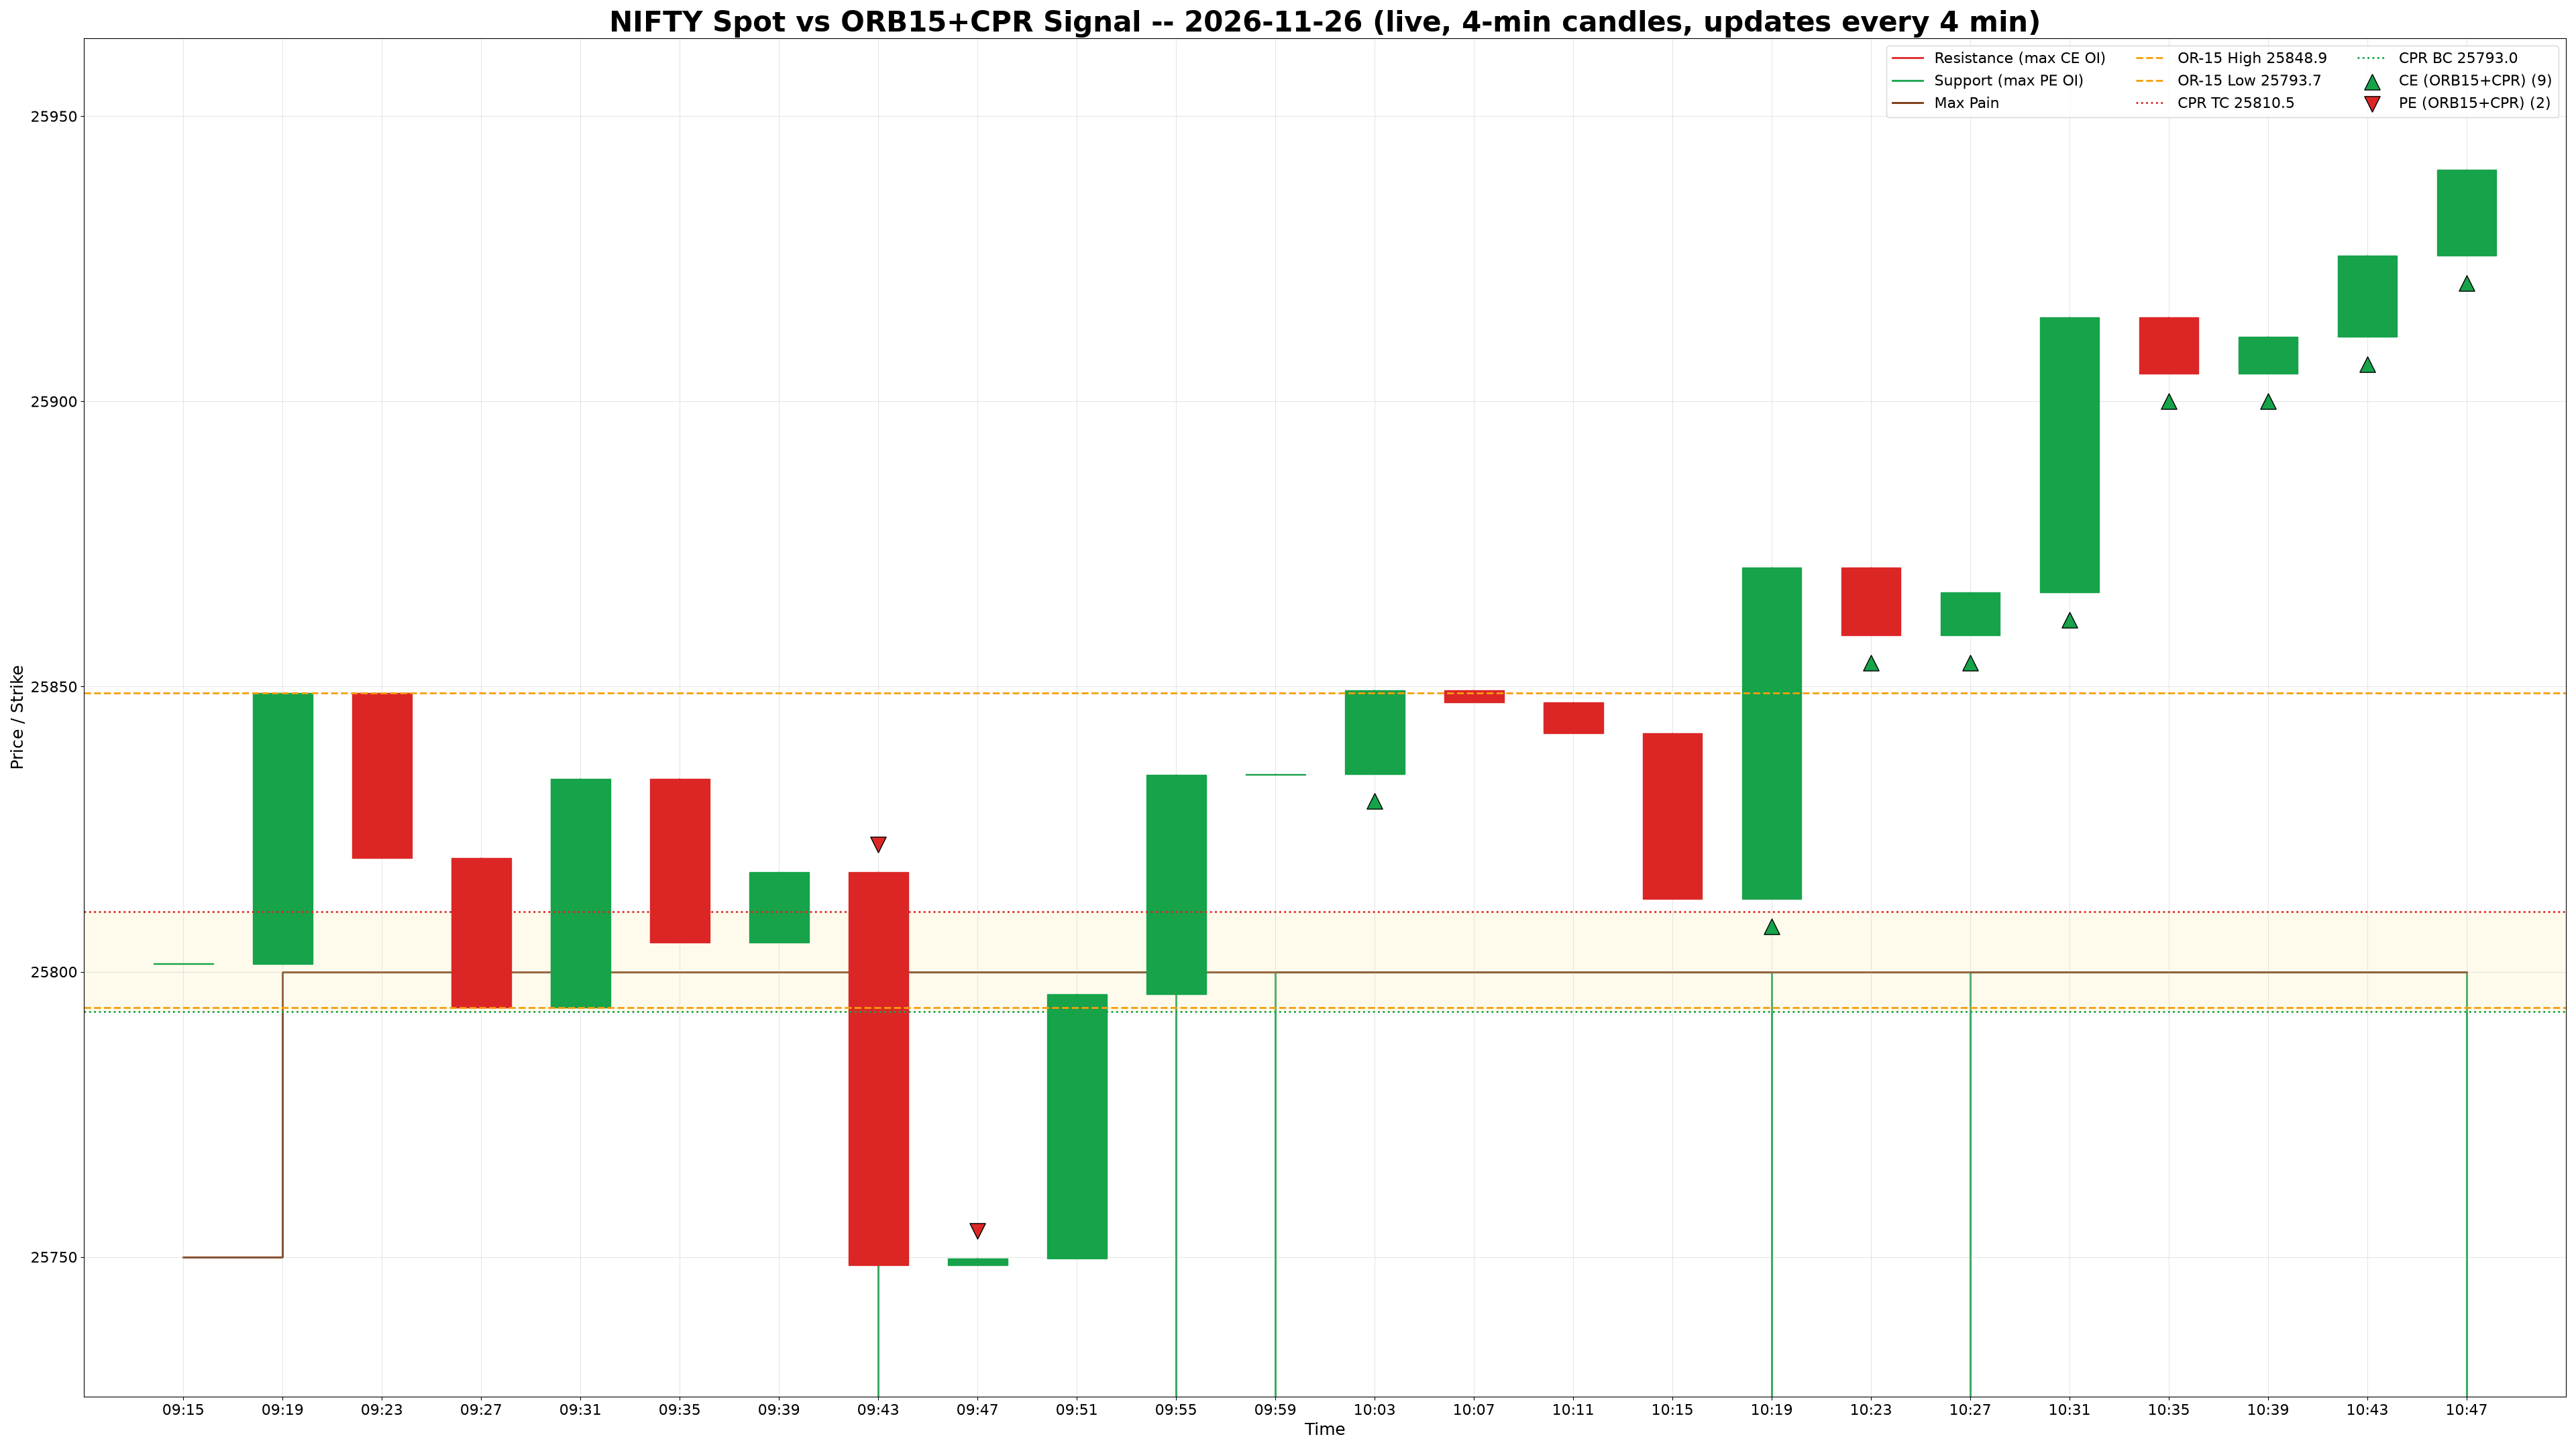 NIFTY Spot vs ORB15+CPR Signal -- 2026-11-26 (live, 4-min candles, updates every 4 min)
Resistance (max CE OI)
Support (max PE OI)
Max Pain
OR-15 High 25848.9
OR-15 Low 25793.7
CPR TC 25810.5
CPR BC 25793.0
CE (ORB15+CPR) (9)
PE (ORB15+CPR) (2)
Price / Strike
25950
25900
25850
25800
25750
09:15 09:19 09:23 09:27 09:31 09:35 09:39 09:43 09:47 09:51 09:55 09:59 10:03 10:07 10:11 10:15 10:19 10:23 10:27 10:31 10:35 10:39 10:43 10:47
Time